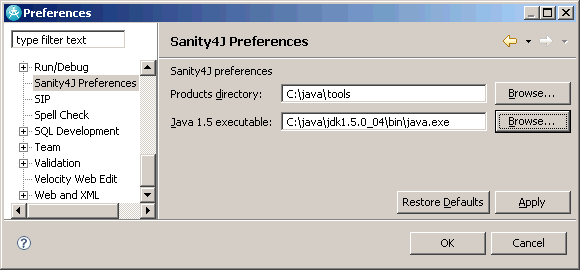 Preferences
type filter text
Run/Debug
Sanity4J Preferences
SIP
Spell Check
SQL Development
Team
Validation
Velocity Web Edit
Web and XML
Sanity4J Preferences
Sanity4J preferences
Products directory: C:\java\tools Browse...
Java 1.5 executable: C:\java\jdk1.5.0_04\bin\java.exe Browse...
Restore Defaults Apply
? OK Cancel